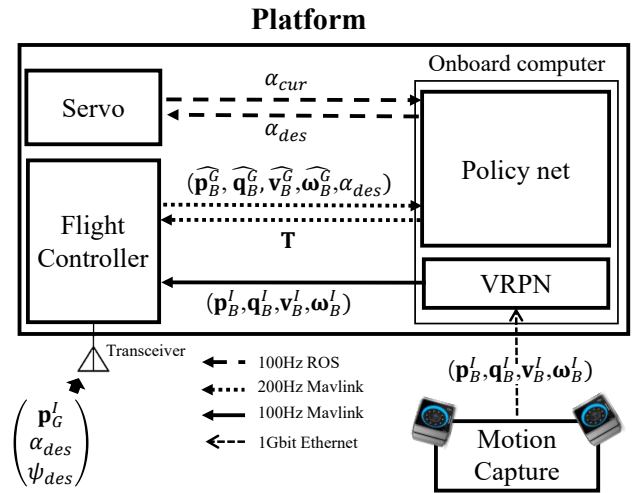 Platform
Onboard computer
Servo
α_cur
α_des
Policy net
(p̂_B^G, q̂_B^G, v̂_B^G, ω̂_B^G, α_des)
Flight
Controller
T
VRPN
(p_B^I, q_B^I, v_B^I, ω_B^I)
Transceiver
(p_B^I, q_B^I, v_B^I, ω_B^I)
100Hz ROS
200Hz Mavlink
100Hz Mavlink
1Gbit Ethernet
p_G^I
α_des
ψ_des
Motion
Capture